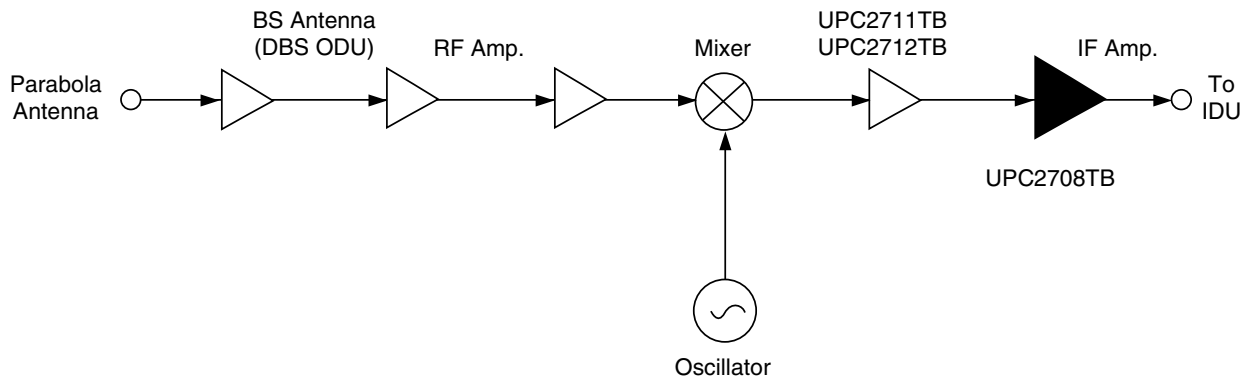 BS Antenna
(DBS ODU)
RF Amp.
Mixer
UPC2711TB
UPC2712TB
IF Amp.
Parabola
Antenna
To
IDU
UPC2708TB
Oscillator